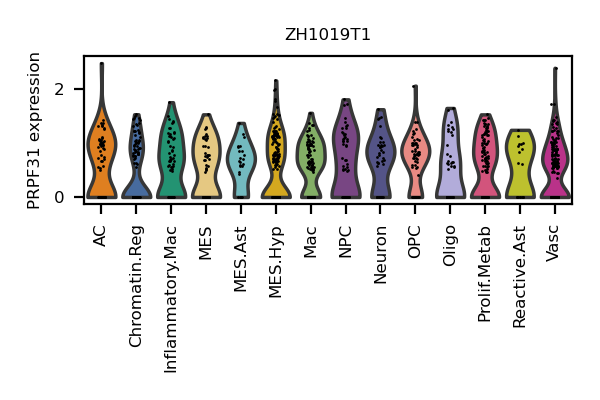 ZH1019T1
PRPF31 expression
2
0
AC
Chromatin.Reg
Inflammatory.Mac
MES
MES.Ast
MES.Hyp
Mac
NPC
Neuron
OPC
Oligo
Prolif.Metab
Reactive.Ast
Vasc